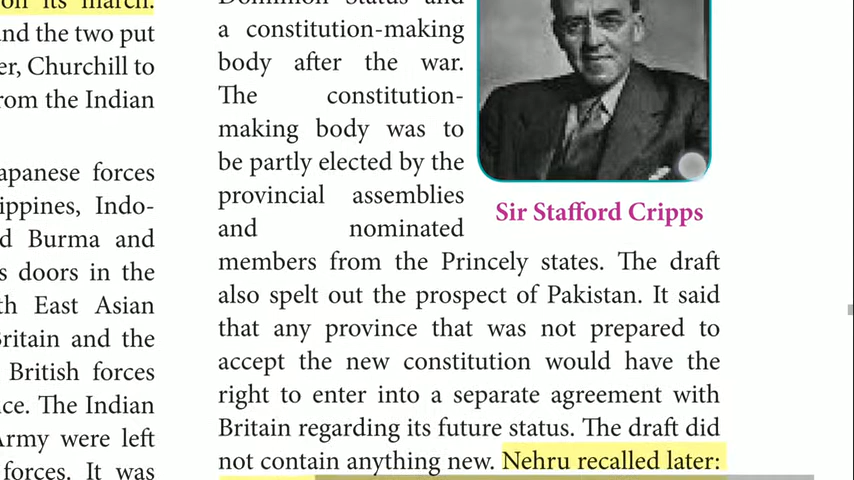 on its march.
and the two put
er, Churchill to
rom the Indian
apanese forces
ippines, Indo-
d Burma and
s doors in the
th East Asian
Britain and the
British forces
ce. The Indian
Army were left
forces. It was
Dominion Status and
a constitution-making
body after the war.
The constitution-
making body was to
be partly elected by the
provincial assemblies
and nominated
members from the Princely states. The draft
also spelt out the prospect of Pakistan. It said
that any province that was not prepared to
accept the new constitution would have the
right to enter into a separate agreement with
Britain regarding its future status. The draft did
not contain anything new. Nehru recalled later:
Sir Stafford Cripps